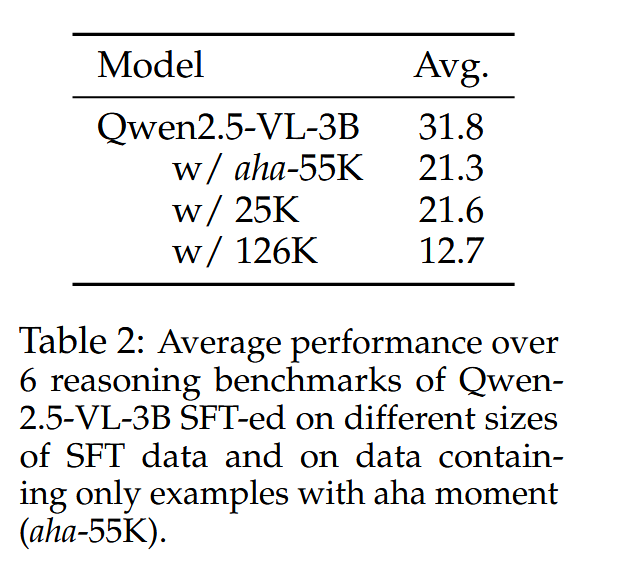 Model Avg.
Qwen2.5-VL-3B 31.8
w/ aha-55K 21.3
w/ 25K 21.6
w/ 126K 12.7
Table 2: Average performance over
6 reasoning benchmarks of Qwen-
2.5-VL-3B SFT-ed on different sizes
of SFT data and on data contain-
ing only examples with aha moment
(aha-55K).